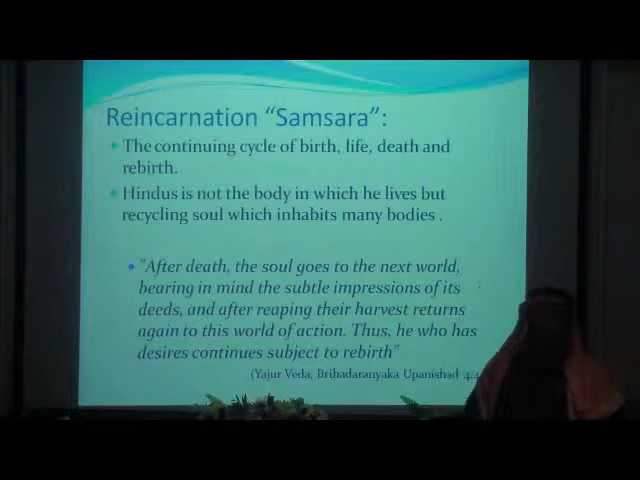 Reincarnation “Samsara”:
The continuing cycle of birth, life, death and
rebirth.
Hindus is not the body in which he lives but
recycling soul which inhabits many bodies .
"After death, the soul goes to the next world,
bearing in mind the subtle impressions of its
deeds, and after reaping their harvest returns
again to this world of action. Thus, he who has
desires continues subject to rebirth"
(Yajur Veda, Brihadaranyaka Upanishad